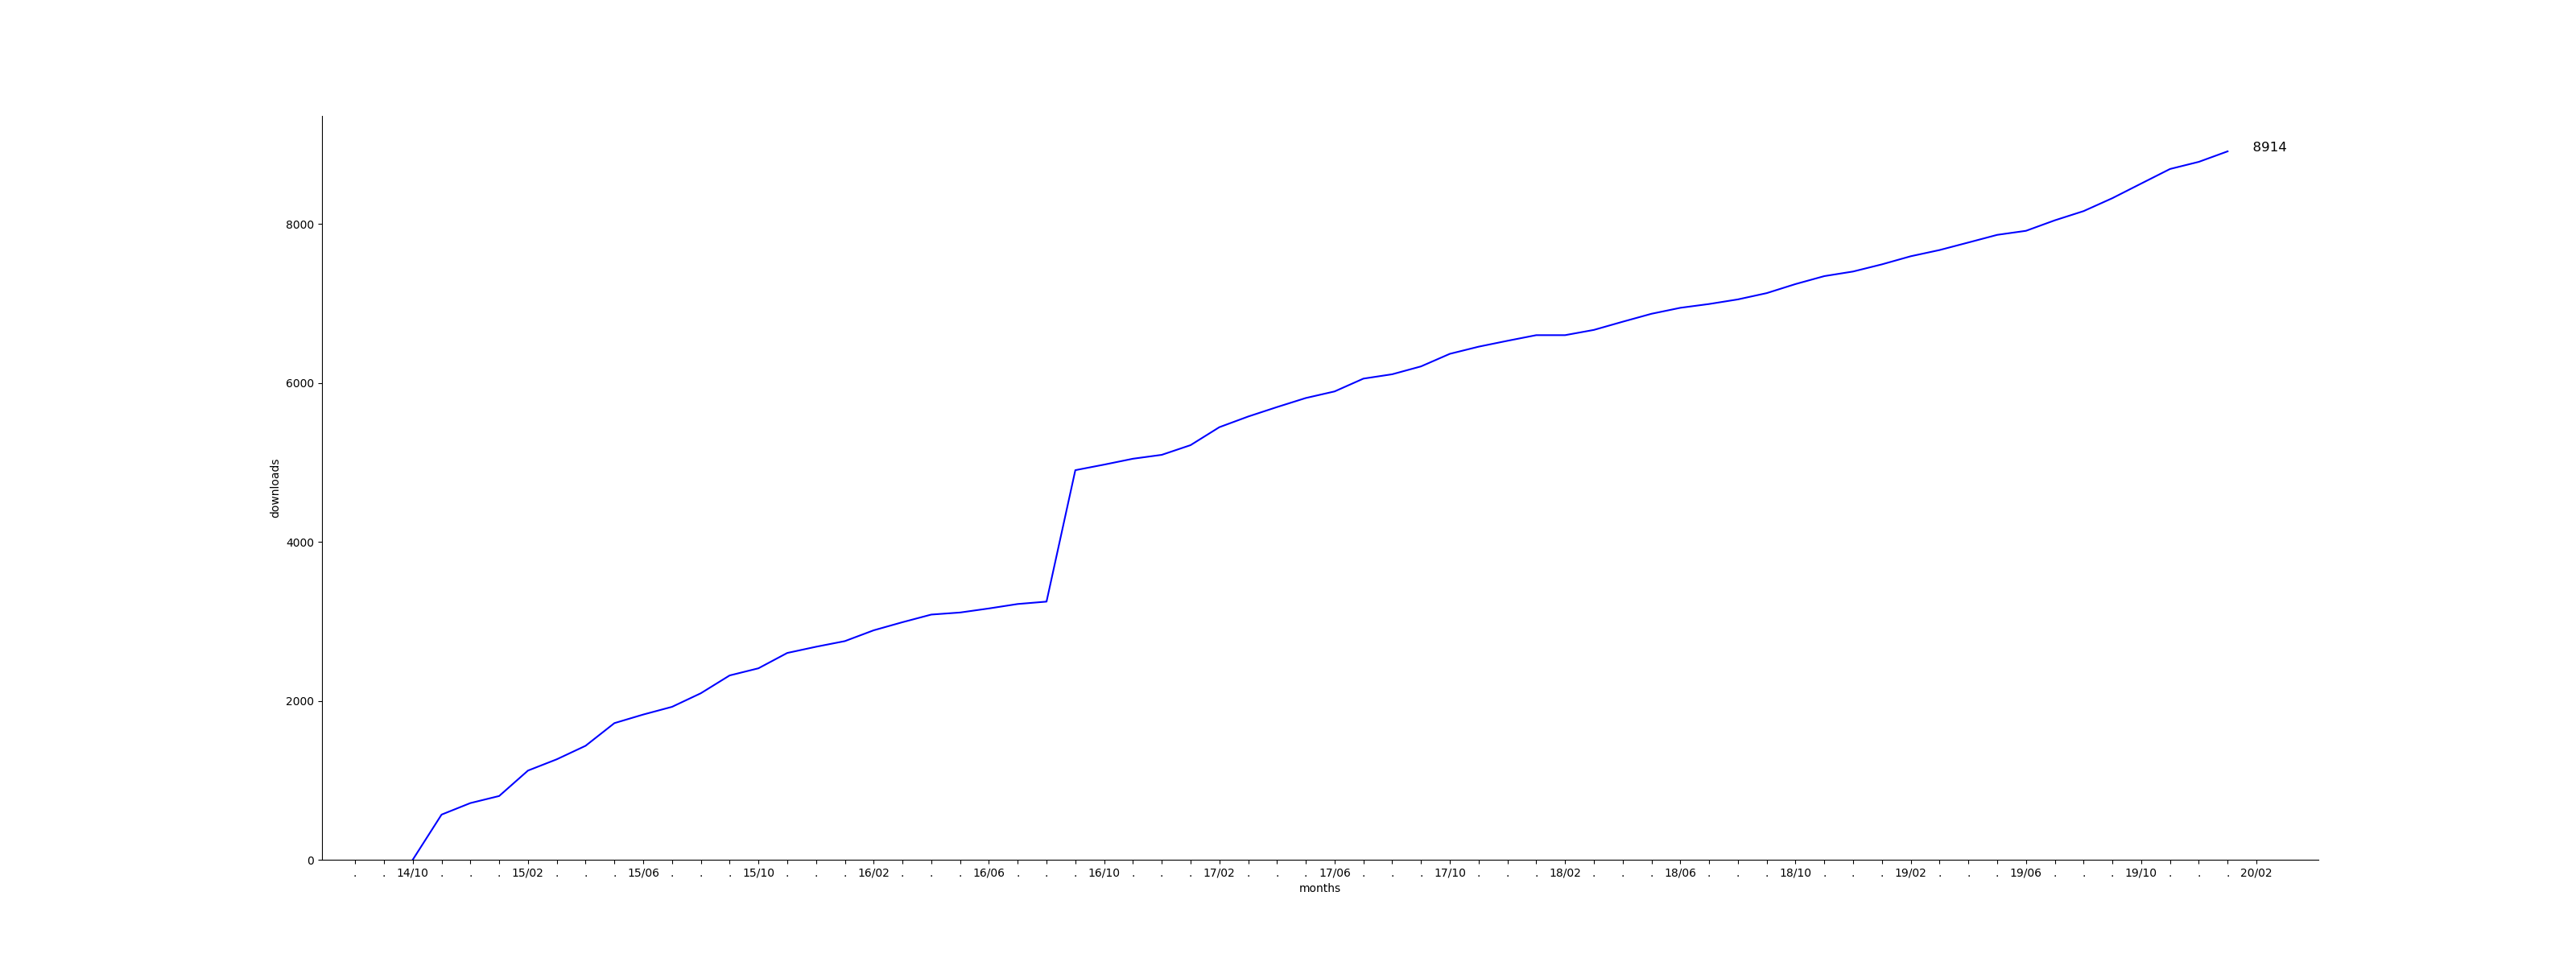 8914
8000
6000
4000
2000
0
downloads
. . 14/10 . . . 15/02 . . . 15/06 . . . 15/10 . . . 16/02 . . . 16/06 . . . 16/10 . . . 17/02 . . . 17/06 . . . 17/10 . . . 18/02 . . . 18/06 . . . 18/10 . . . 19/02 . . . 19/06 . . . 19/10 . . . 20/02
months